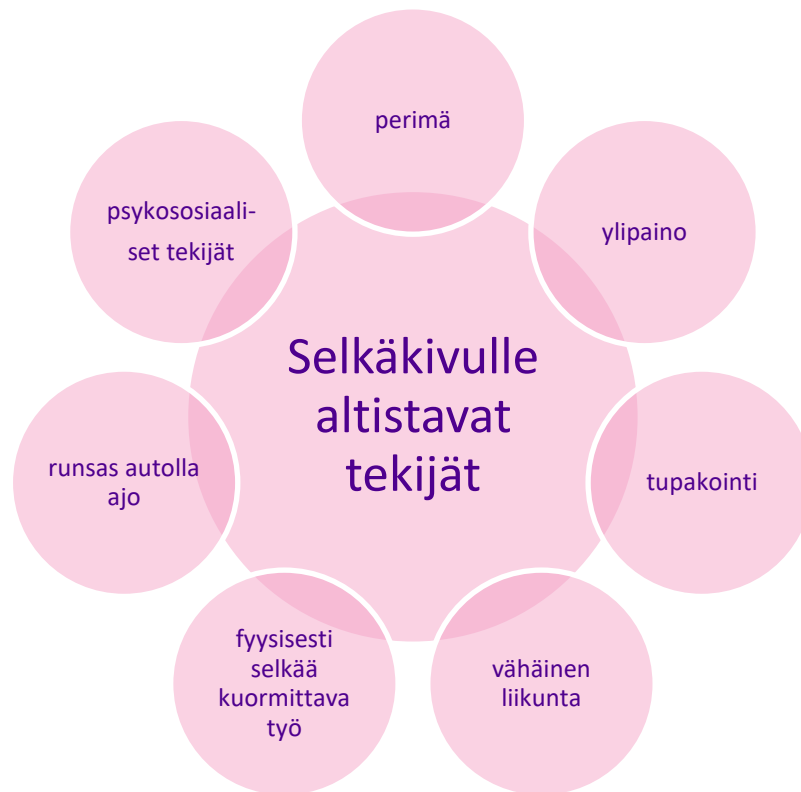 Selkäkivulle
altistavat
tekijät
perimä
ylipaino
tupakointi
vähäinen
liikunta
fyysisesti
selkää
kuormittava
työ
runsas autolla
ajo
psykososiaali-
set tekijät